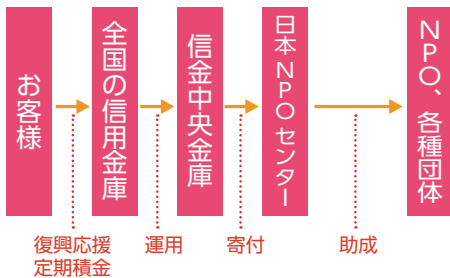 お客様
全国の信用金庫
信金中央金庫
日本NPOセンター
NPO、各種団体
復興応援
定期積金
運用
寄付
助成